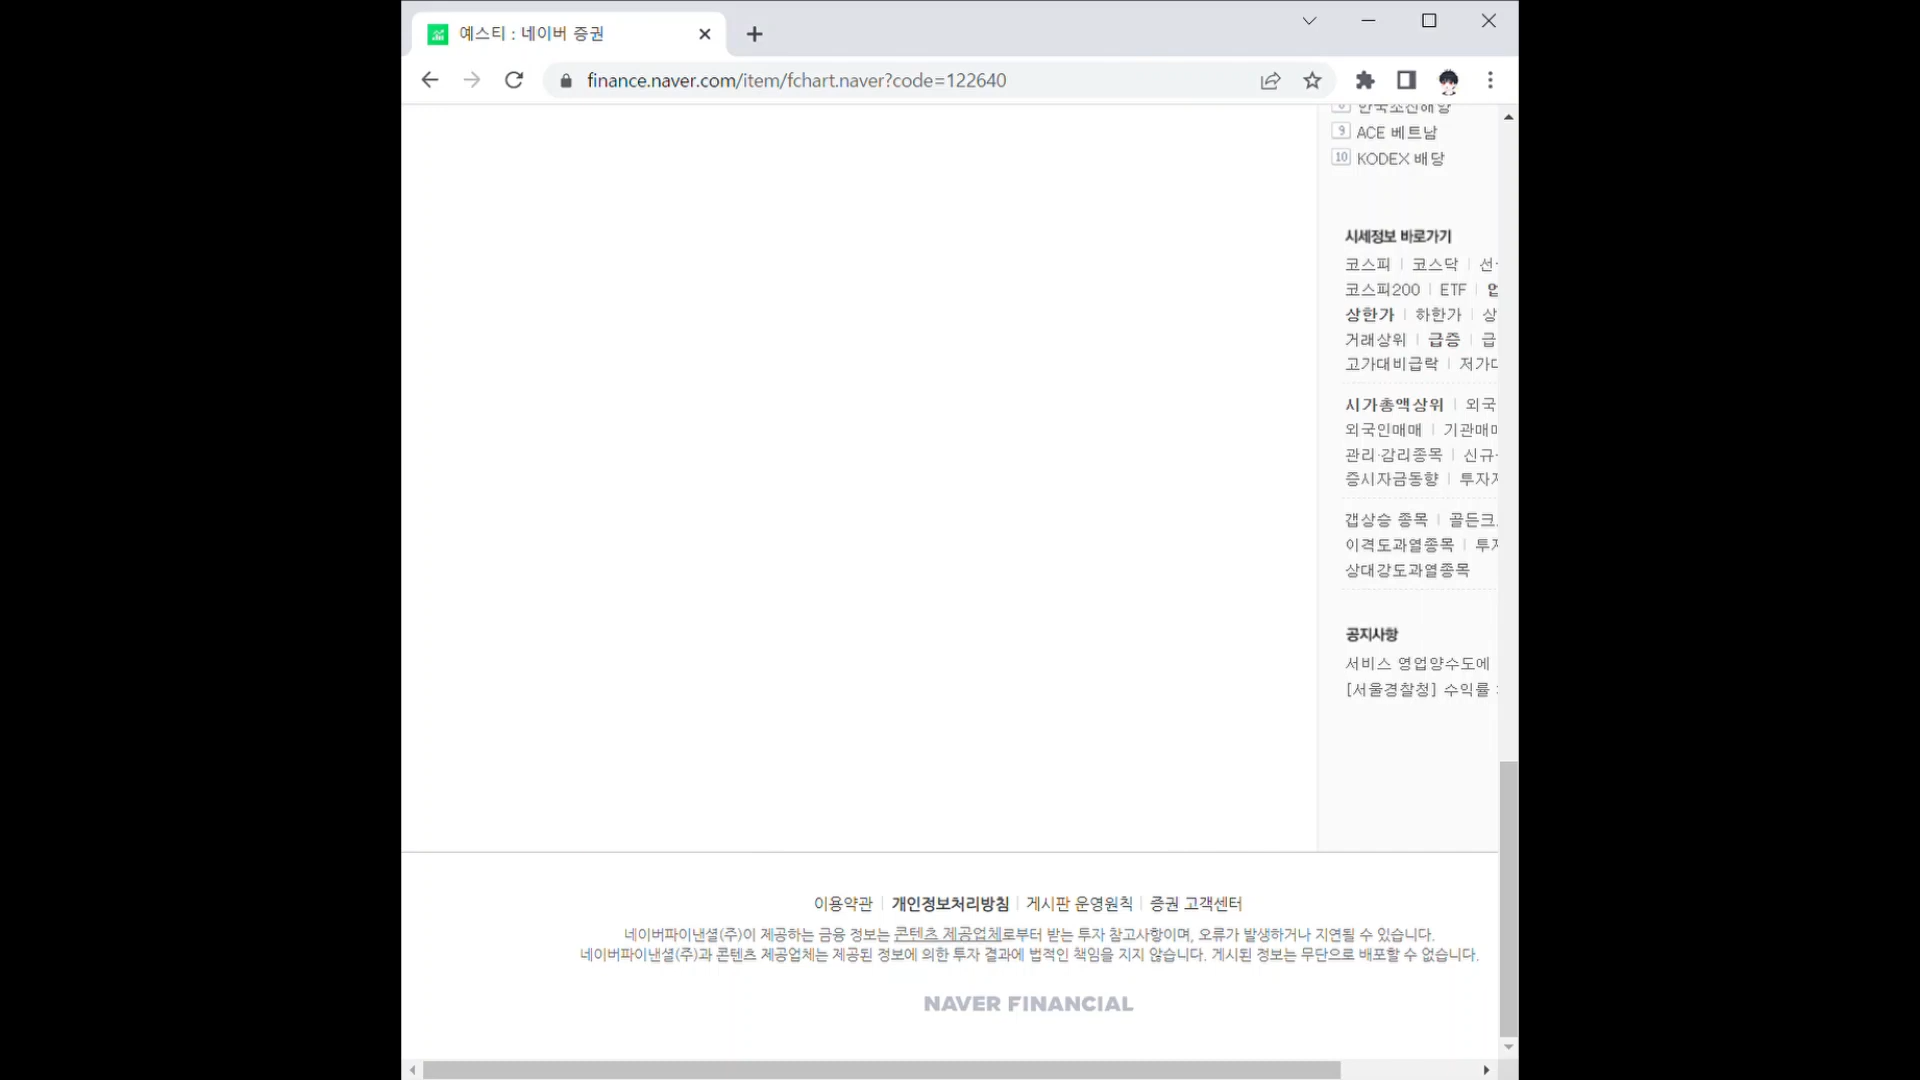 예스티 : 네이버 증권
finance.naver.com/item/fchart.naver?code=122640
한국조선해양
9 ACE 베트남
10 KODEX 배당
시세정보 바로가기
코스피 | 코스닥 |
코스피200 | ETF |
상한가 | 하한가 |
거래상위 | 급증 |
고가대비급락 |
시가총액상위 |
외국인매매 |
관리·감리종목 |
증시자금동향 |
갭상승 종목 |
이격도과열종목 |
상대강도과열종목
공지사항
서비스 영업양수도에
[서울경찰청] 수익률
이용약관 | 개인정보처리방침 | 게시판 운영원칙 | 증권 고객센터
네이버파이낸셜(주)이 제공하는 금융 정보는 콘텐츠 제공업체로부터 받는 투자 참고사항이며, 오류가 발생하거나 지연될 수 있습니다.
네이버파이낸셜(주)과 콘텐츠 제공업체는 제공된 정보에 의한 투자 결과에 법적인 책임을 지지 않습니다. 게시된 정보는 무단으로 배포할 수 없습니다.
NAVER FINANCIAL